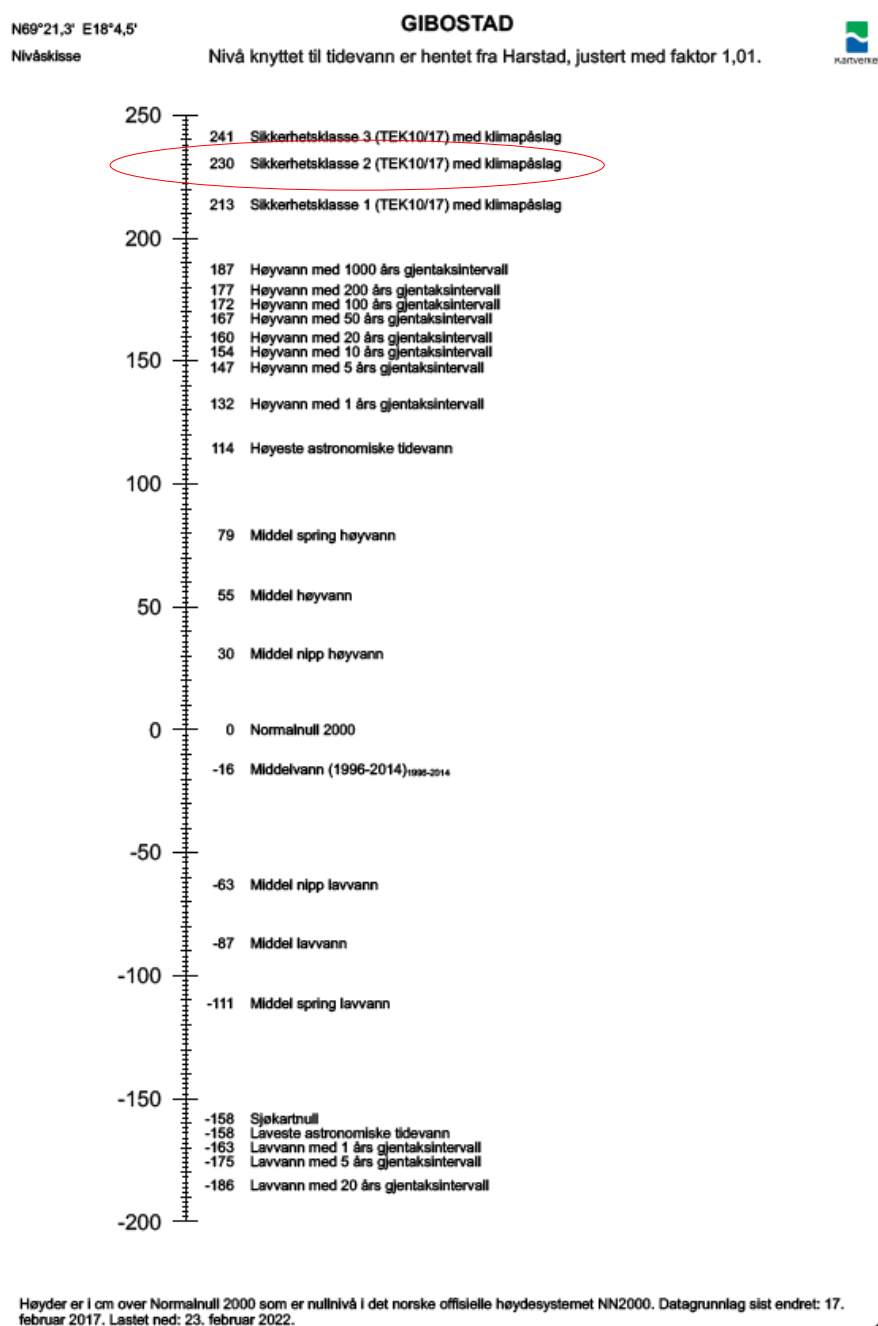 N69°21,3' E18°4,5'
GIBOSTAD
Nivåskisse
Nivå knyttet til tidevann er hentet fra Harstad, justert med faktor 1,01.
Kartverke
250
241 Sikkerhetsklasse 3 (TEK10/17) med klimapåslag
230 Sikkerhetsklasse 2 (TEK10/17) med klimapåslag
213 Sikkerhetsklasse 1 (TEK10/17) med klimapåslag
200
187 Høyvann med 1000 års gjentaksintervall
177 Høyvann med 200 års gjentaksintervall
172 Høyvann med 100 års gjentaksintervall
167 Høyvann med 50 års gjentaksintervall
160 Høyvann med 20 års gjentaksintervall
154 Høyvann med 10 års gjentaksintervall
150
147 Høyvann med 5 års gjentaksintervall
132 Høyvann med 1 års gjentaksintervall
114 Høyeste astronomiske tidevann
100
79 Middel spring høyvann
55 Middel høyvann
50
30 Middel nipp høyvann
0
0 Normalnull 2000
-16 Middelvann (1996-2014)1996-2014
-50
-63 Middel nipp lavvann
-87 Middel lavvann
-100
-111 Middel spring lavvann
-150
-158 Sjøkartnull
-158 Laveste astronomiske tidevann
-163 Lavvann med 1 års gjentaksintervall
-175 Lavvann med 5 års gjentaksintervall
-186 Lavvann med 20 års gjentaksintervall
-200
Høyder er i cm over Normalnull 2000 som er nullnivå i det norske offisielle høydesystemet NN2000. Datagrunnlag sist endret: 17.
februar 2017. Lastet ned: 23. februar 2022.